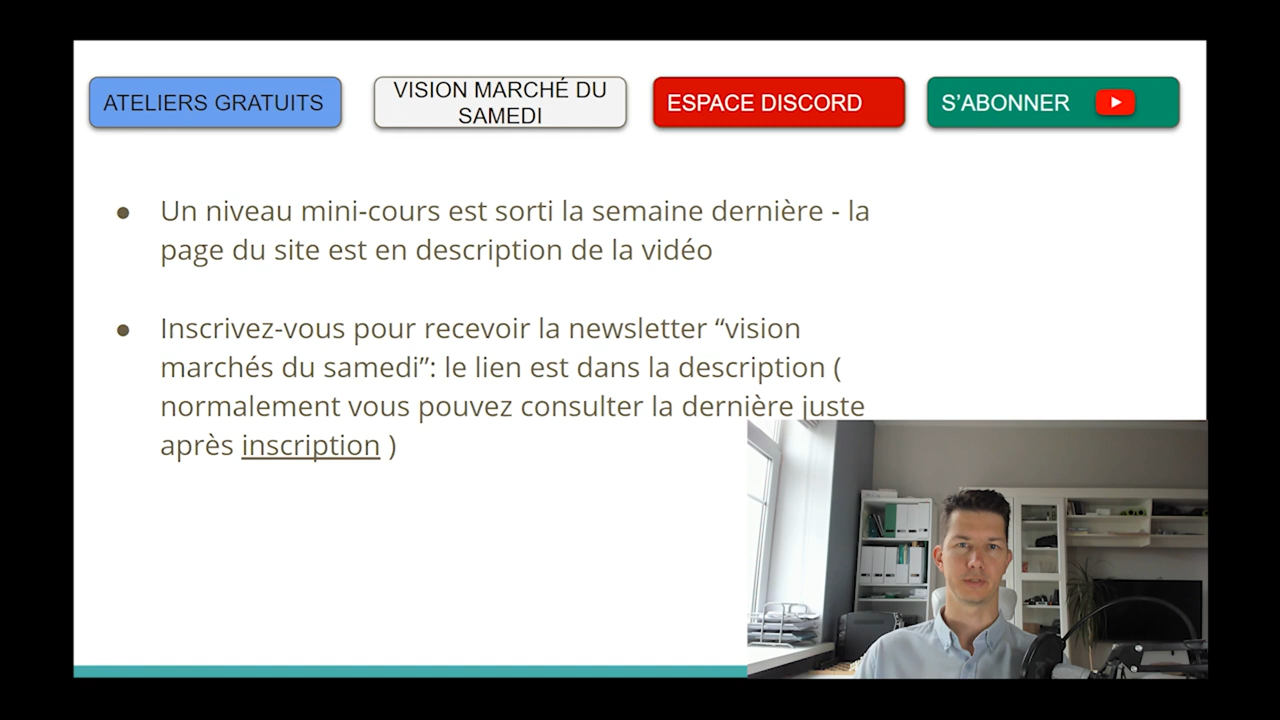 ATELIERS GRATUITS
VISION MARCHÉ DU
SAMEDI
ESPACE DISCORD
S’ABONNER
● Un niveau mini-cours est sorti la semaine dernière - la
page du site est en description de la vidéo
● Inscrivez-vous pour recevoir la newsletter “vision
marchés du samedi”: le lien est dans la description (
normalement vous pouvez consulter la dernière juste
après inscription )